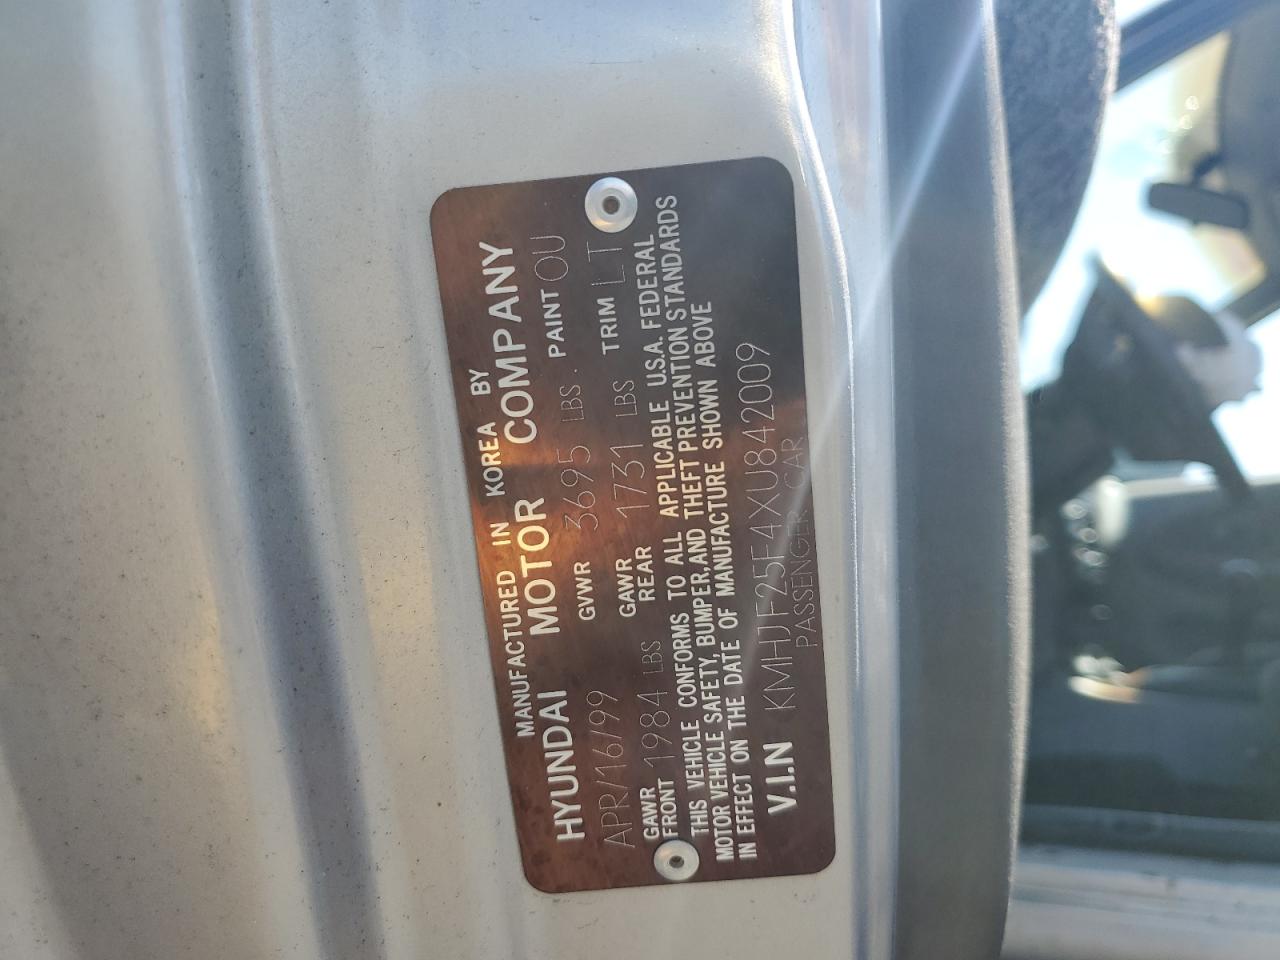 MANUFACTURED IN KOREA BY
HYUNDAI MOTOR COMPANY
APR/16/99 GVWR 3695 LBS. PAINT OU
GAWR FRONT 1984 LBS GAWR REAR 1731 LBS TRIM LT
THIS VEHICLE CONFORMS TO ALL APPLICABLE U.S.A. FEDERAL
MOTOR VEHICLE SAFETY, BUMPER, AND THEFT PREVENTION STANDARDS
IN EFFECT ON THE DATE OF MANUFACTURE SHOWN ABOVE
V.I.N KMHJF25F4XU842009
PASSENGER CAR